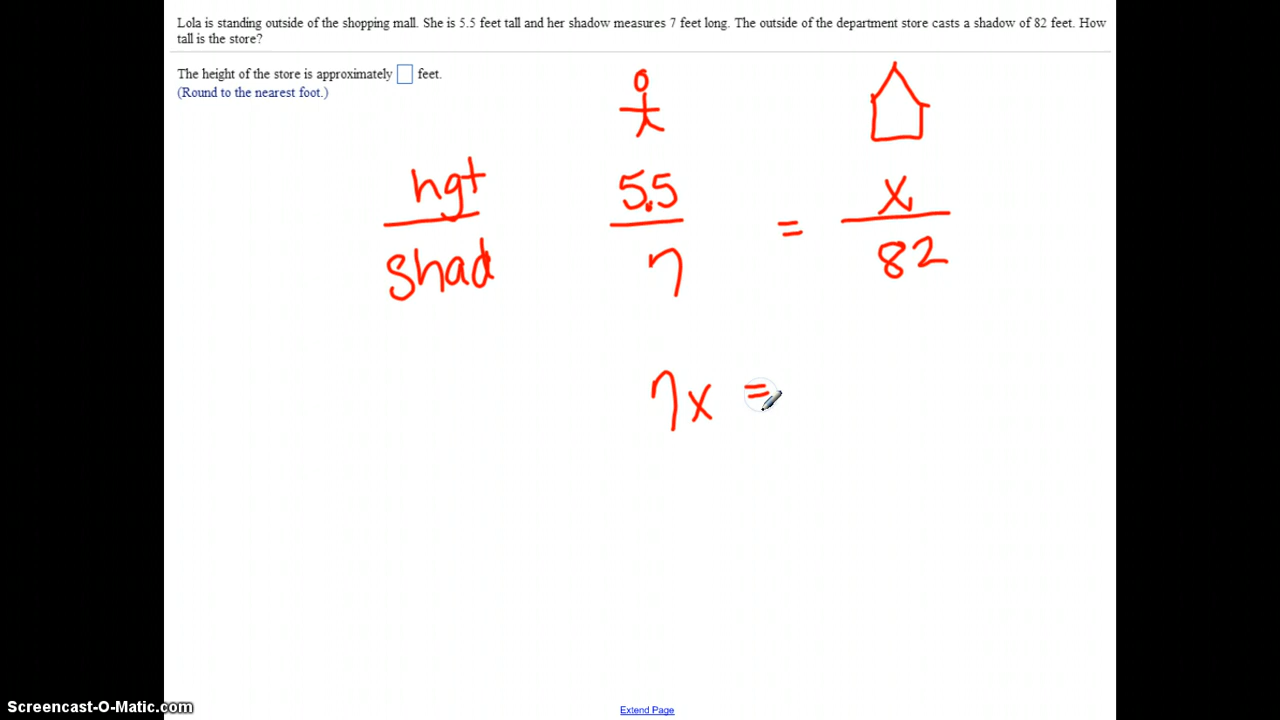 Lola is standing outside of the shopping mall. She is 5.5 feet tall and her shadow measures 7 feet long. The outside of the department store casts a shadow of 82 feet. How
tall is the store?
The height of the store is approximately feet.
(Round to the nearest foot.)
hgt 5.5 x
= 
shad 7 82
7x =
Extend Page
Screencast-O-Matic.com